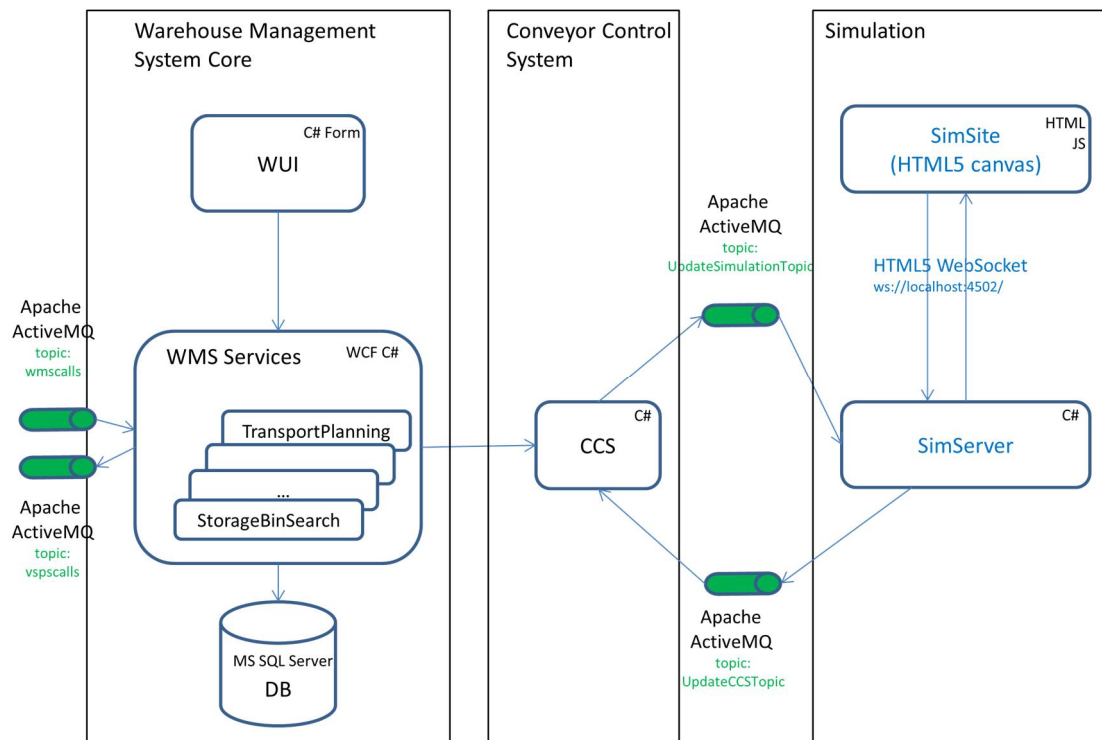 Warehouse Management
System Core
Conveyor Control
System
Simulation
C# Form
WUI
HTML
JS
SimSite
(HTML5 canvas)
Apache
ActiveMQ
topic:
UpdateSimulationTopic
HTML5 WebSocket
ws://localhost:4502/
Apache
ActiveMQ
topic:
wmscalls
WMS Services
WCF C#
TransportPlanning
...
StorageBinSearch
C#
CCS
C#
SimServer
Apache
ActiveMQ
topic:
vspscalls
Apache
ActiveMQ
topic:
UpdateCCSTopic
MS SQL Server
DB